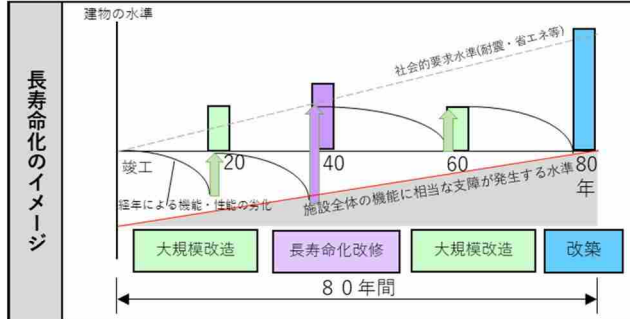 長寿命化のイメージ
建物の水準
社会的要求水準(耐震・省エネ等)
竣工
20
40
60
80
年
経年による機能・性能の劣化
施設全体の機能に相当な支障が発生する水準
大規模改造
長寿命化改修
大規模改造
改築
80年間